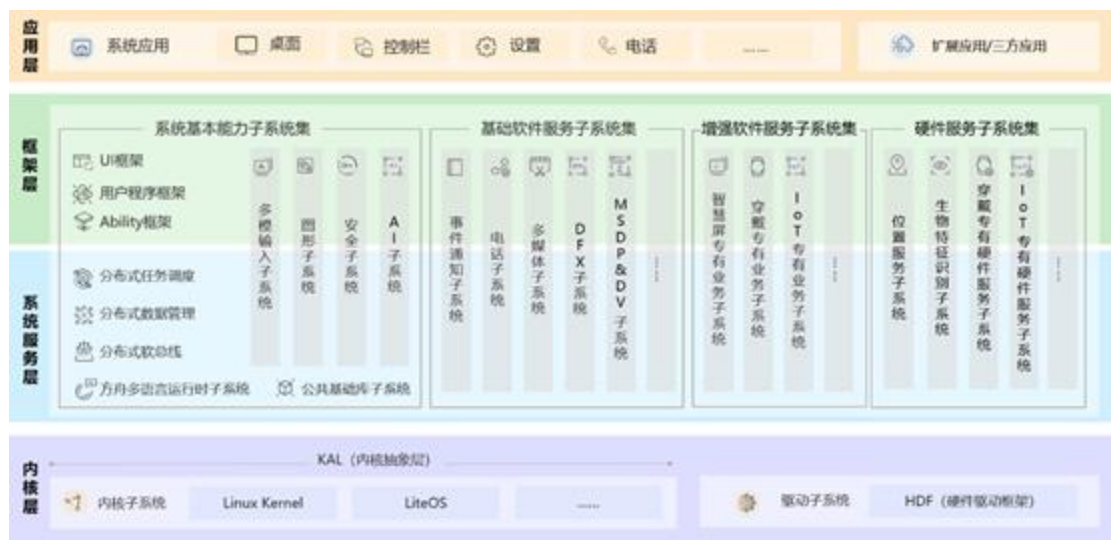 应用层
系统应用
桌面
控制栏
设置
电话
……
扩展应用/三方应用
框架层
系统服务层
系统基本能力子系统集
UI框架
用户程序框架
Ability框架
分布式任务调度
分布式数据管理
分布式软总线
方舟多语言运行时子系统
公共基础库子系统
多模输入子系统
图形子系统
安全子系统
AI子系统
基础软件服务子系统集
事件通知子系统
电话子系统
多媒体子系统
DFX子系统
MSDP&DV子系统
……
增强软件服务子系统集
智慧屏专有业务子系统
穿戴专有业务子系统
IoT专有业务子系统
……
硬件服务子系统集
位置服务子系统
生物特征识别子系统
穿戴专有硬件服务子系统
IoT专有硬件服务子系统
……
内核层
KAL（内核抽象层）
内核子系统
Linux Kernel
LiteOS
……
驱动子系统
HDF（硬件驱动框架）